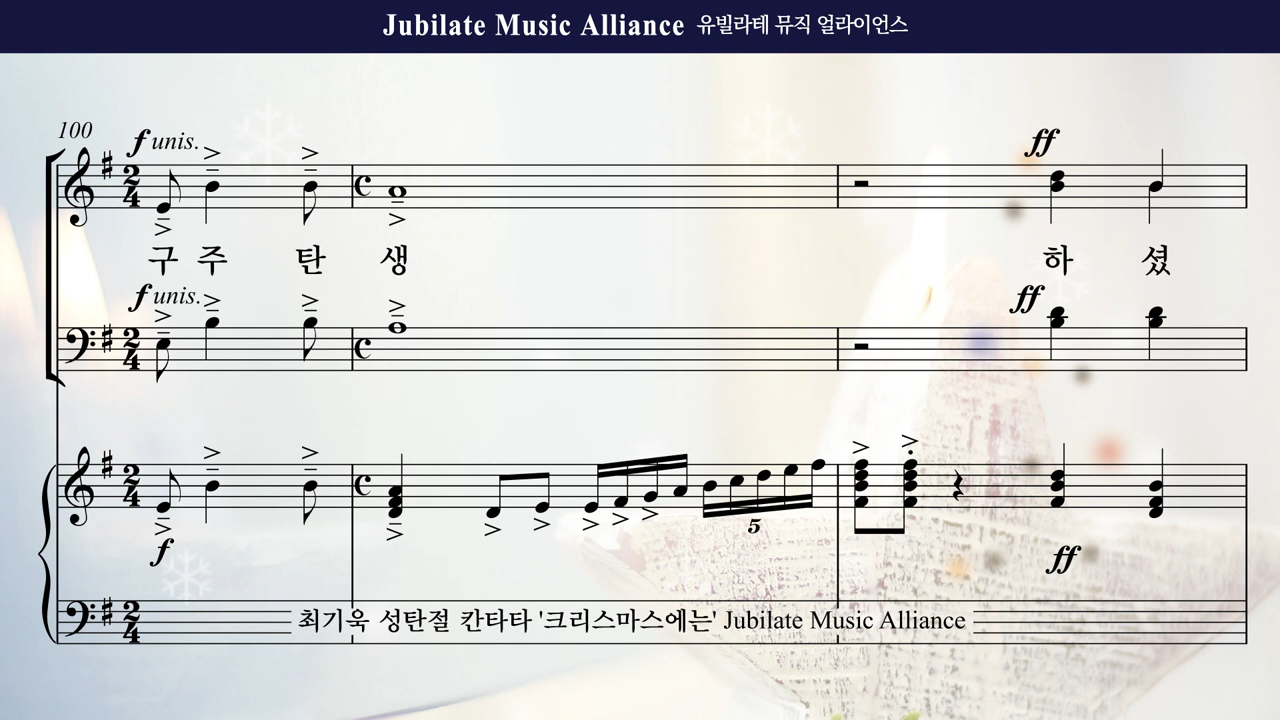 Jubilate Music Alliance 유빌라테 뮤직 얼라이언스
100
f unis.
ff
구 주 탄 생 하 셨
f unis.
ff
5
f
ff
최기욱 성탄절 칸타타 '크리스마스에는' Jubilate Music Alliance